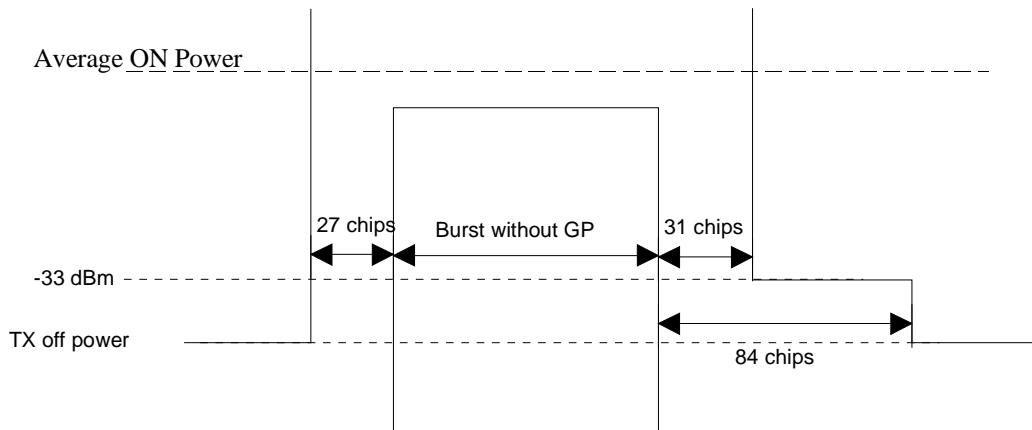 Average ON Power
27 chips
Burst without GP
31 chips
-33 dBm
TX off power
84 chips